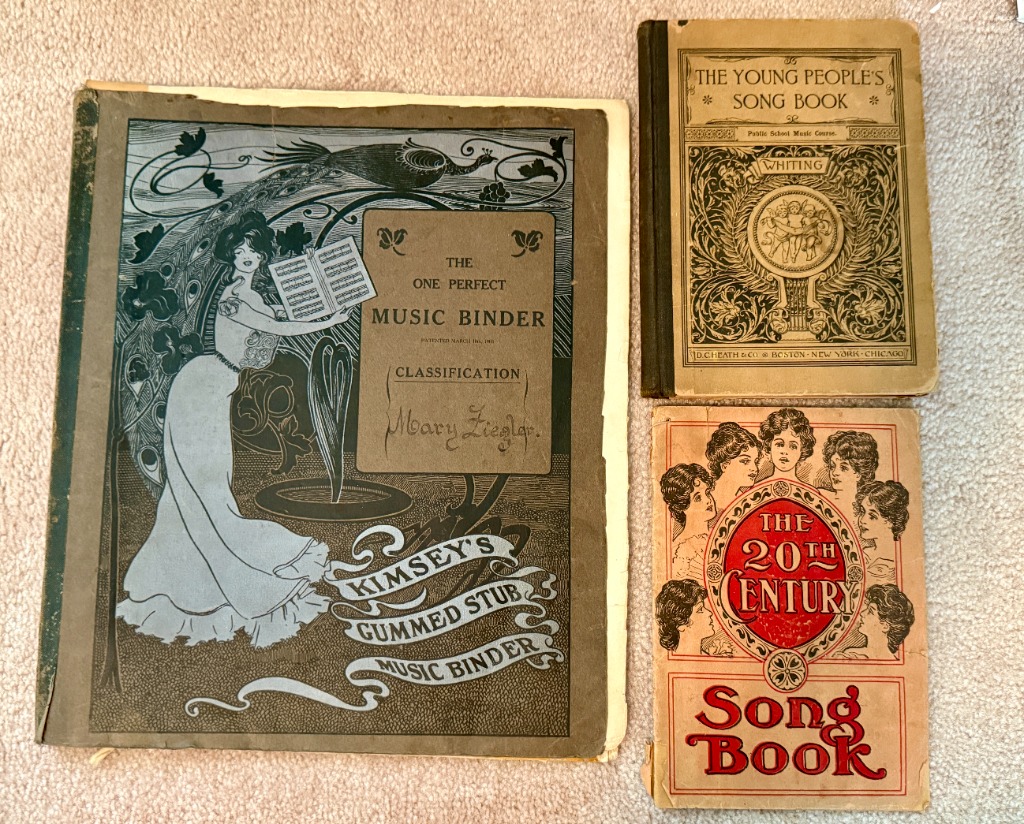 THE
ONE PERFECT
MUSIC BINDER
CLASSIFICATION
Mary Ziegler.
KIMSEY'S
GUMMED STUB
MUSIC BINDER
THE YOUNG PEOPLE'S
SONG BOOK
Public School Music Course.
WHITING
D.C. HEATH & CO BOSTON · NEW YORK · CHICAGO
THE
20TH
CENTURY
Song
Book